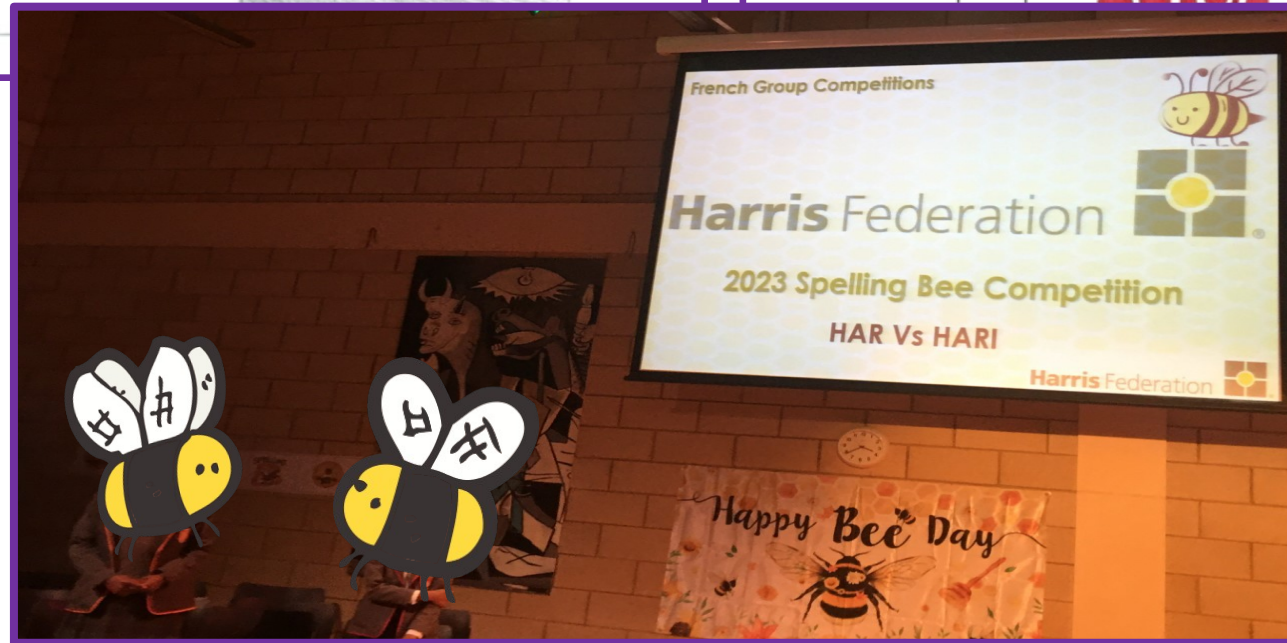 French Group Competitions
Harris Federation
2023 Spelling Bee Competition
HAR Vs HARI
Harris Federation
Happy Bee Day